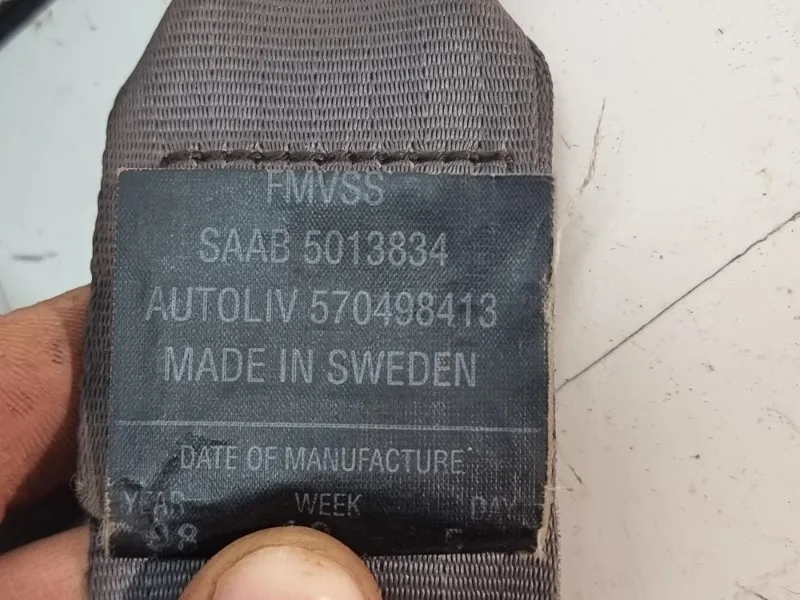 FMVSS
SAAB 5013834
AUTOLIV 570498413
MADE IN SWEDEN
DATE OF MANUFACTURE
YEAR WEEK DAY